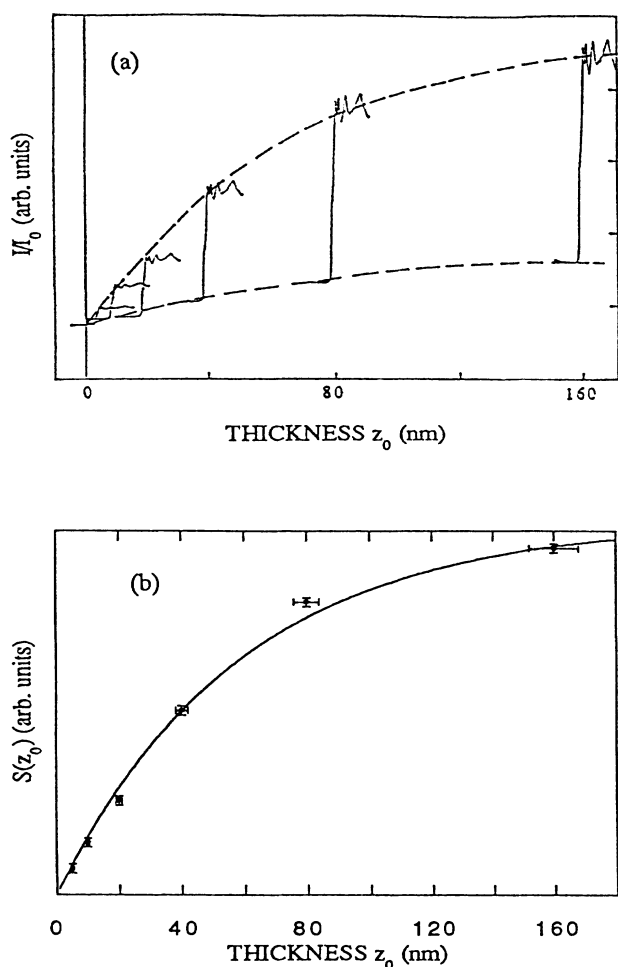 (a)
I/I₀ (arb. units)
0 80 160
THICKNESS z₀ (nm)
(b)
S(z₀) (arb. units)
0 40 80 120 160
THICKNESS z₀ (nm)